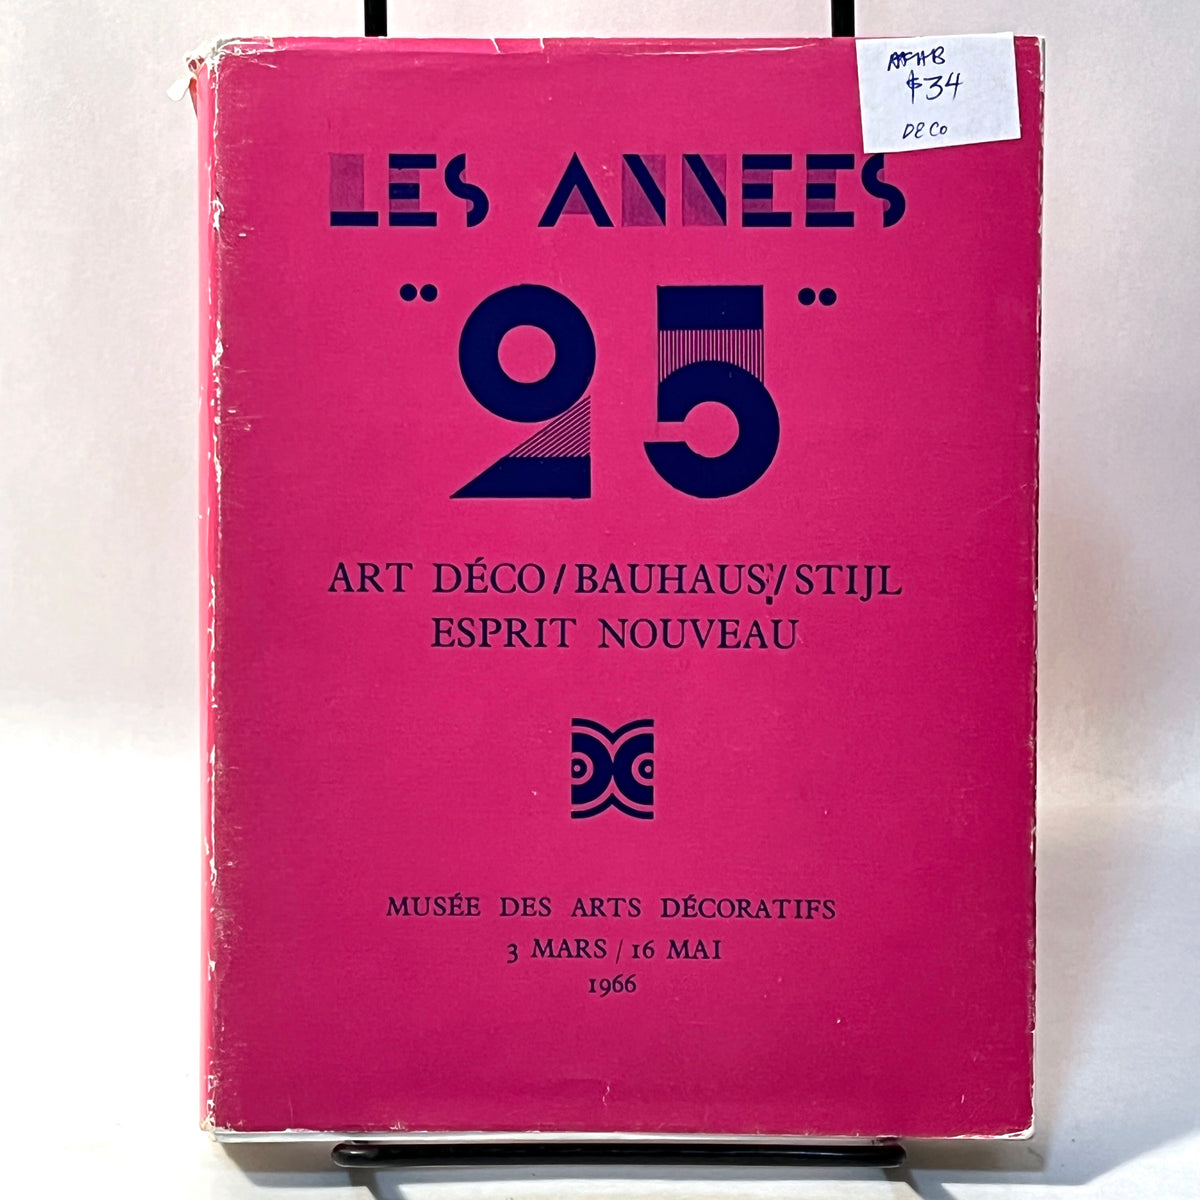 AFHB
$34
DECO
LES ANNEES
"25"
ART DÉCO/BAUHAUS/STIJL
ESPRIT NOUVEAU
MUSÉE DES ARTS DÉCORATIFS
3 MARS / 16 MAI
1966